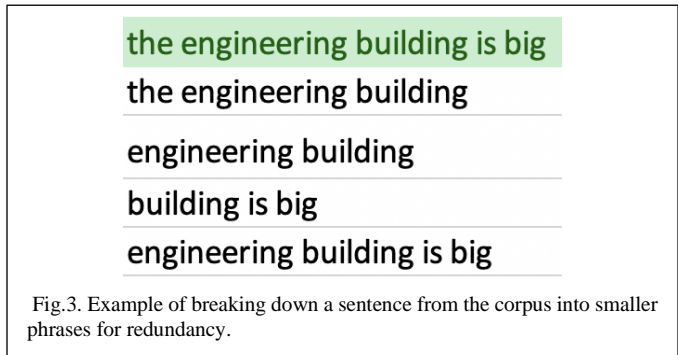 the engineering building is big
the engineering building
engineering building
building is big
engineering building is big
Fig.3. Example of breaking down a sentence from the corpus into smaller
phrases for redundancy.